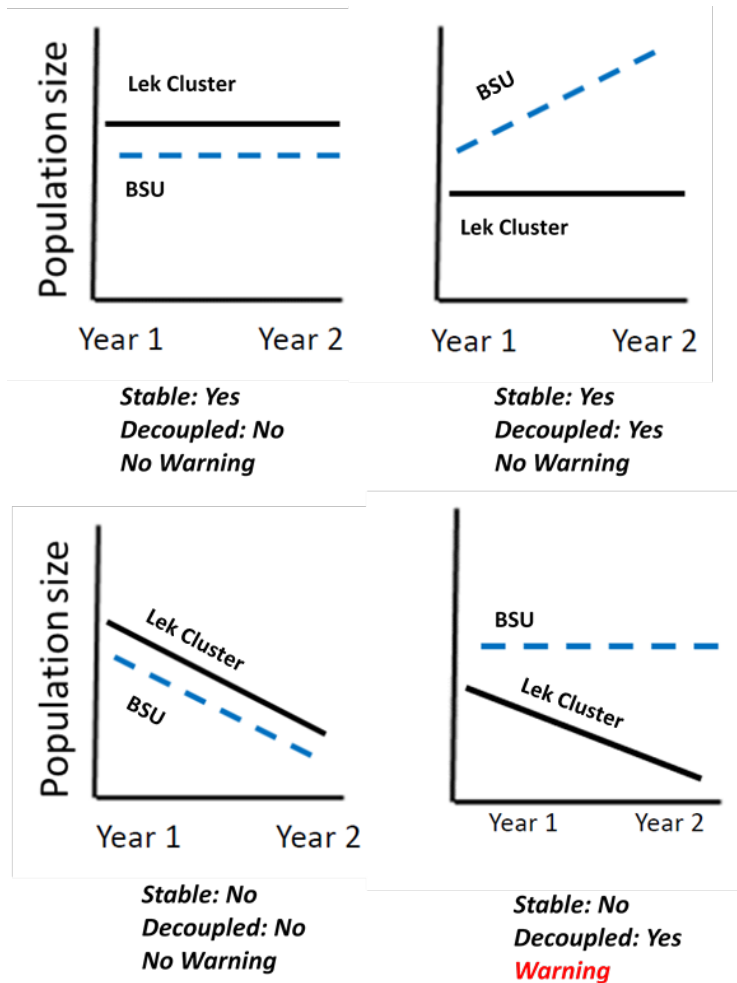 Population size
Lek Cluster
BSU
Year 1
Year 2
Stable: Yes
Decoupled: No
No Warning
BSU
Lek Cluster
Year 1
Year 2
Stable: Yes
Decoupled: Yes
No Warning
Population size
Lek Cluster
BSU
Year 1
Year 2
Stable: No
Decoupled: No
No Warning
BSU
Lek Cluster
Year 1
Year 2
Stable: No
Decoupled: Yes
Warning